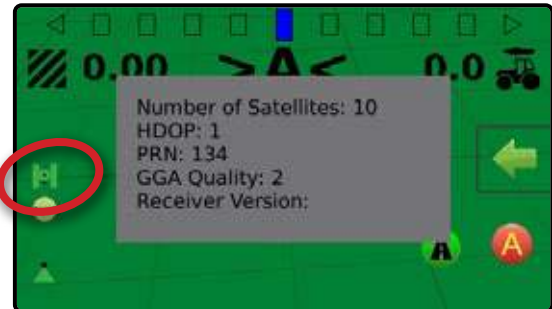 0.00 >A< 0.0
Number of Satellites: 10
HDOP: 1
PRN: 134
GGA Quality: 2
Receiver Version:
A